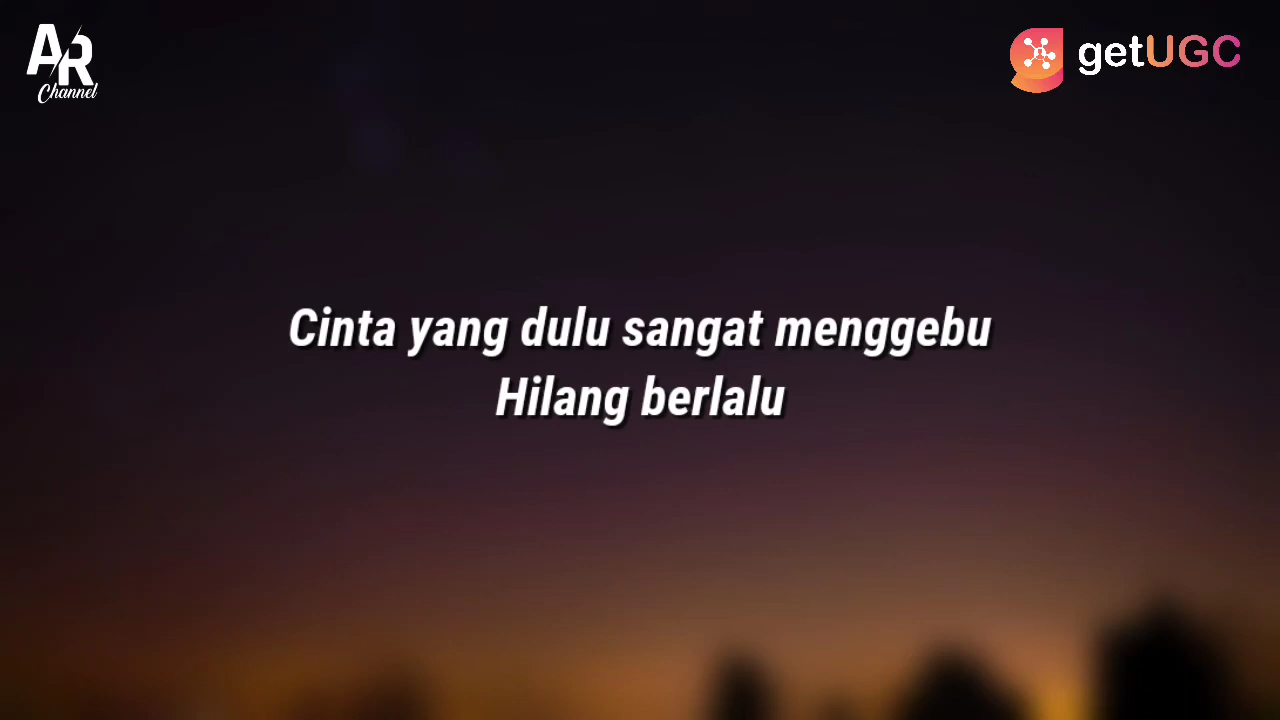 AR
Channel
getUGC
Cinta yang dulu sangat menggebu
Hilang berlalu